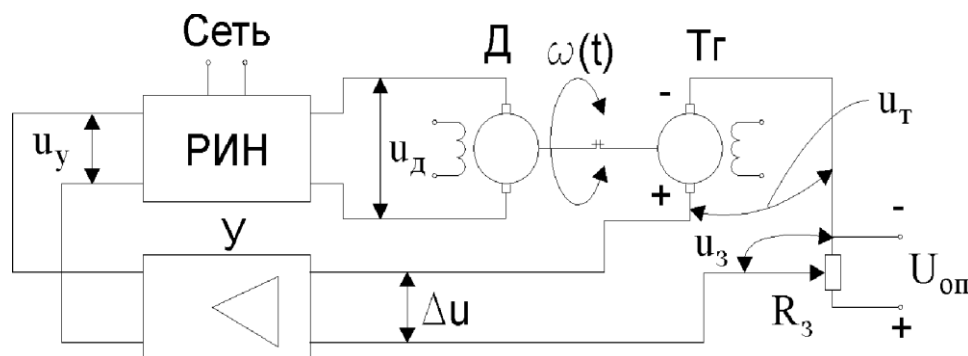 Сеть
Д
ω(t)
Тг
-
u_т
u_у
РИН
u_д
+
У
u_з
-
U_оп
Δu
R_з
+